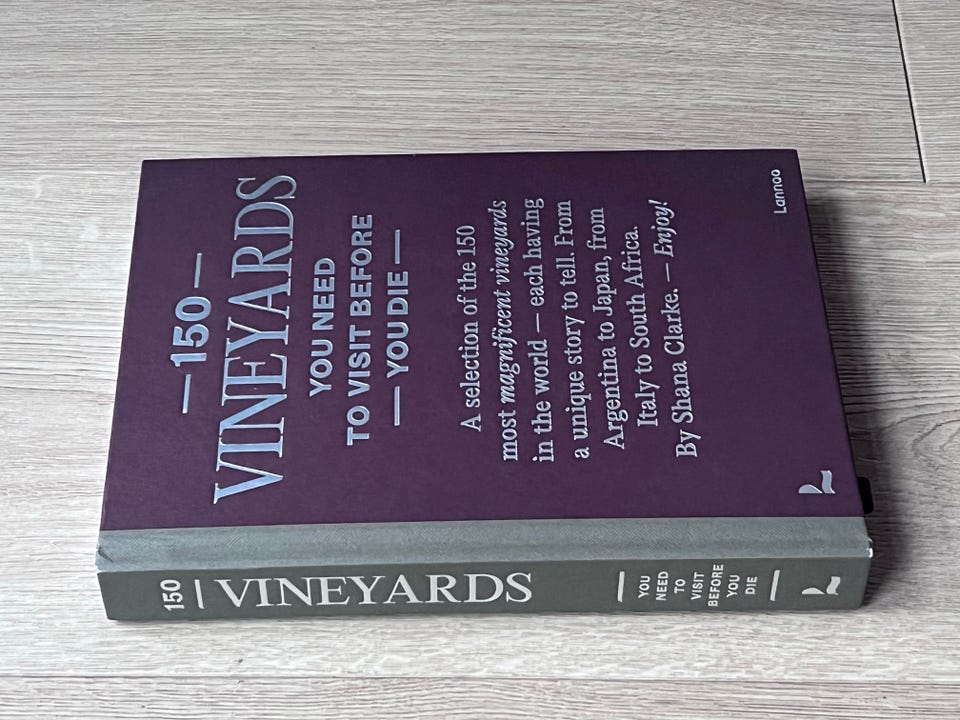 —150—
VINEYARDS
YOU NEED
TO VISIT BEFORE
— YOU DIE —
A selection of the 150
most magnificent vineyards
in the world — each having
a unique story to tell. From
Argentina to Japan, from
Italy to South Africa.
By Shana Clarke. — Enjoy!
Lannoo
150 | VINEYARDS
YOU
NEED
TO
VISIT
BEFORE
YOU
DIE